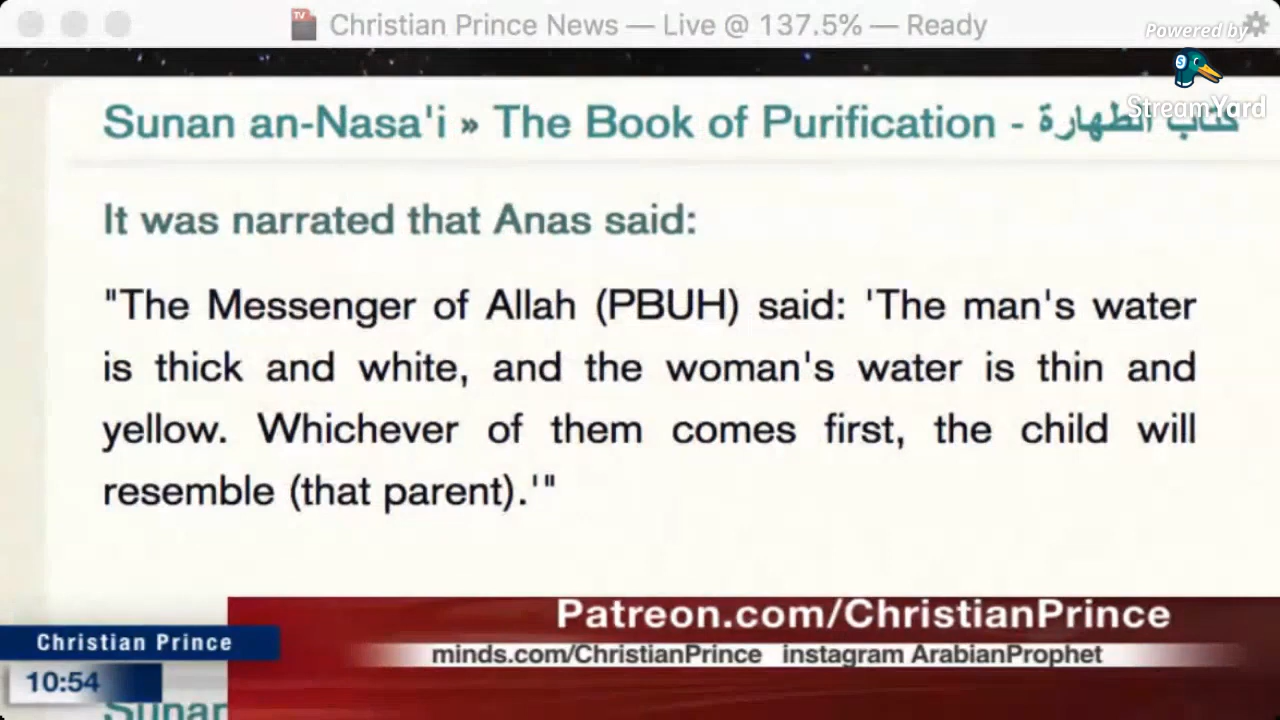 Christian Prince News — Live @ 137.5% — Ready
Powered by
StreamYard
Sunan an-Nasa'i » The Book of Purification - كتاب الطهارة
It was narrated that Anas said:
"The Messenger of Allah (PBUH) said: 'The man's water
is thick and white, and the woman's water is thin and
yellow. Whichever of them comes first, the child will
resemble (that parent).'"
Patreon.com/ChristianPrince
Christian Prince
minds.com/ChristianPrince instagram ArabianProphet
10:54